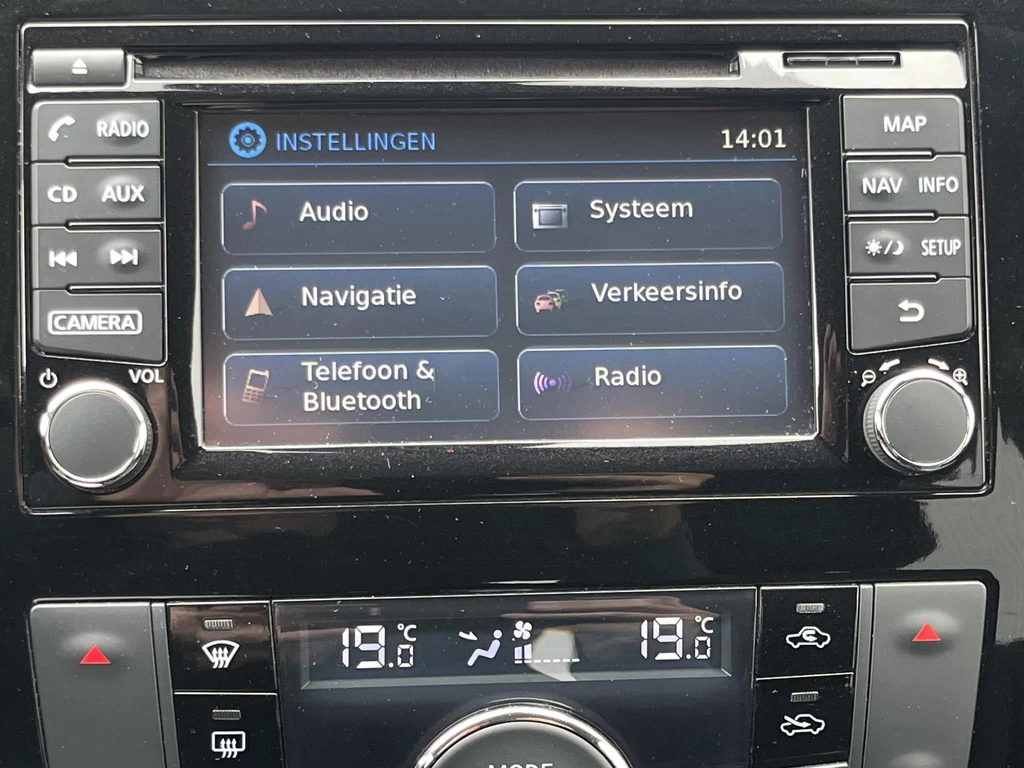 RADIO
CD AUX
CAMERA
VOL
INSTELLINGEN 14:01
Audio
Systeem
Navigatie
Verkeersinfo
Telefoon &
Bluetooth
Radio
MAP
NAV INFO
SETUP
19.0 °C
19.0 °C
MODE